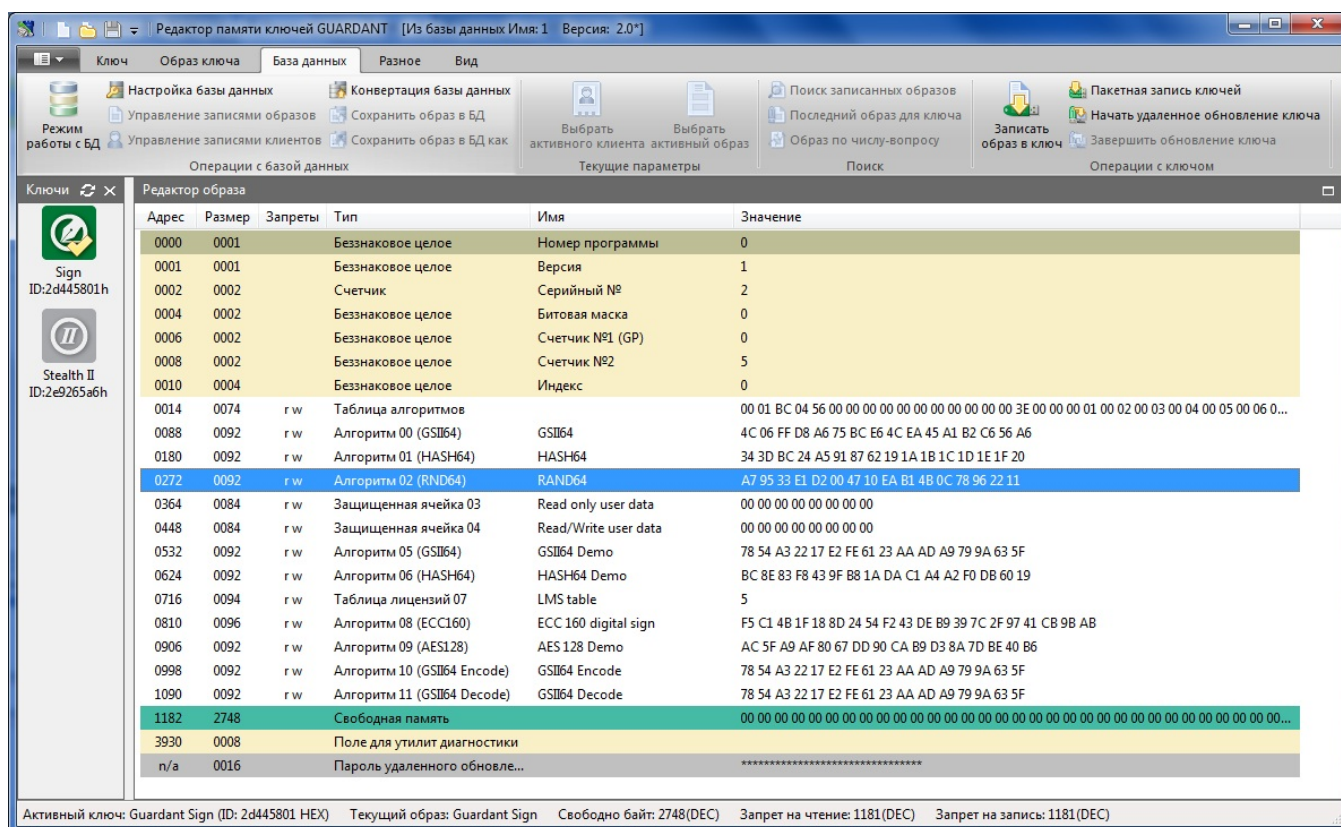 Редактор памяти ключей GUARDANT [Из базы данных Имя: 1 Версия: 2.0*]
Ключ Образ ключа База данных Разное Вид
Режим работы с БД
Настройка базы данных
Управление записями образов
Управление записями клиентов
Конвертация базы данных
Сохранить образ в БД
Сохранить образ в БД как
Операции с базой данных
Выбрать активного клиента
Выбрать активный образ
Текущие параметры
Поиск записанных образов
Последний образ для ключа
Образ по числу-вопросу
Поиск
Записать образ в ключ
Пакетная запись ключей
Начать удаленное обновление ключа
Завершить обновление ключа
Операции с ключом
Ключи
Sign
ID:2d445801h
Stealth II
ID:2e9265a6h
Редактор образа
Адрес Размер Запреты Тип Имя Значение
0000 0001 Беззнаковое целое Номер программы 0
0001 0001 Беззнаковое целое Версия 1
0002 0002 Счетчик Серийный № 2
0004 0002 Беззнаковое целое Битовая маска 0
0006 0002 Беззнаковое целое Счетчик №1 (GP) 0
0008 0002 Беззнаковое целое Счетчик №2 5
0010 0004 Беззнаковое целое Индекс 0
0014 0074 r w Таблица алгоритмов 00 01 BC 04 56 00 00 00 00 00 00 00 00 00 00 00 3E 00 00 00 01 00 02 00 03 00 04 00 05 00 06 0...
0088 0092 r w Алгоритм 00 (GSII64) GSII64 4C 06 FF D8 A6 75 BC E6 4C EA 45 A1 B2 C6 56 A6
0180 0092 r w Алгоритм 01 (HASH64) HASH64 34 3D BC 24 A5 91 87 62 19 1A 1B 1C 1D 1E 1F 20
0272 0092 r w Алгоритм 02 (RND64) RAND64 A7 95 33 E1 D2 00 47 10 EA B1 4B 0C 78 96 22 11
0364 0084 r w Защищенная ячейка 03 Read only user data 00 00 00 00 00 00 00 00
0448 0084 r w Защищенная ячейка 04 Read/Write user data 00 00 00 00 00 00 00 00
0532 0092 r w Алгоритм 05 (GSII64) GSII64 Demo 78 54 A3 22 17 E2 FE 61 23 AA AD A9 79 9A 63 5F
0624 0092 r w Алгоритм 06 (HASH64) HASH64 Demo BC 8E 83 F8 43 9F B8 1A DA C1 A4 A2 F0 DB 60 19
0716 0094 r w Таблица лицензий 07 LMS table 5
0810 0096 r w Алгоритм 08 (ECC160) ECC 160 digital sign F5 C1 4B 1F 18 8D 24 54 F2 43 DE B9 39 7C 2F 97 41 CB 9B AB
0906 0092 r w Алгоритм 09 (AES128) AES 128 Demo AC 5F A9 AF 80 67 DD 90 CA B9 D3 8A 7D BE 40 B6
0998 0092 r w Алгоритм 10 (GSII64 Encode) GSII64 Encode 78 54 A3 22 17 E2 FE 61 23 AA AD A9 79 9A 63 5F
1090 0092 r w Алгоритм 11 (GSII64 Decode) GSII64 Decode 78 54 A3 22 17 E2 FE 61 23 AA AD A9 79 9A 63 5F
1182 2748 Свободная память 00 00 00 00 00 00 00 00 00 00 00 00 00 00 00 00 00 00 00 00 00 00 00 00 00 00 00 00 00 00 00 00...
3930 0008 Поле для утилит диагностики
n/a 0016 Пароль удаленного обновле... ********************************
Активный ключ: Guardant Sign (ID: 2d445801 HEX) Текущий образ: Guardant Sign Свободно байт: 2748(DEC) Запрет на чтение: 1181(DEC) Запрет на запись: 1181(DEC)